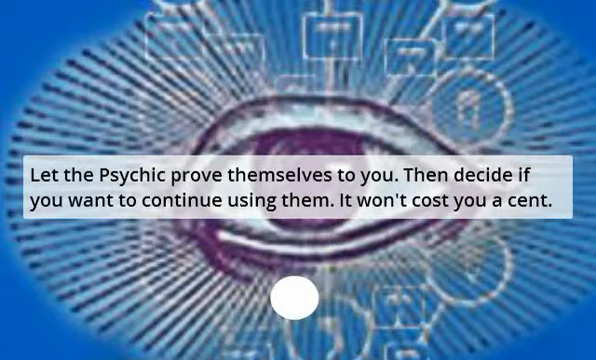 Let the Psychic prove themselves to you. Then decide if
you want to continue using them. It won't cost you a cent.